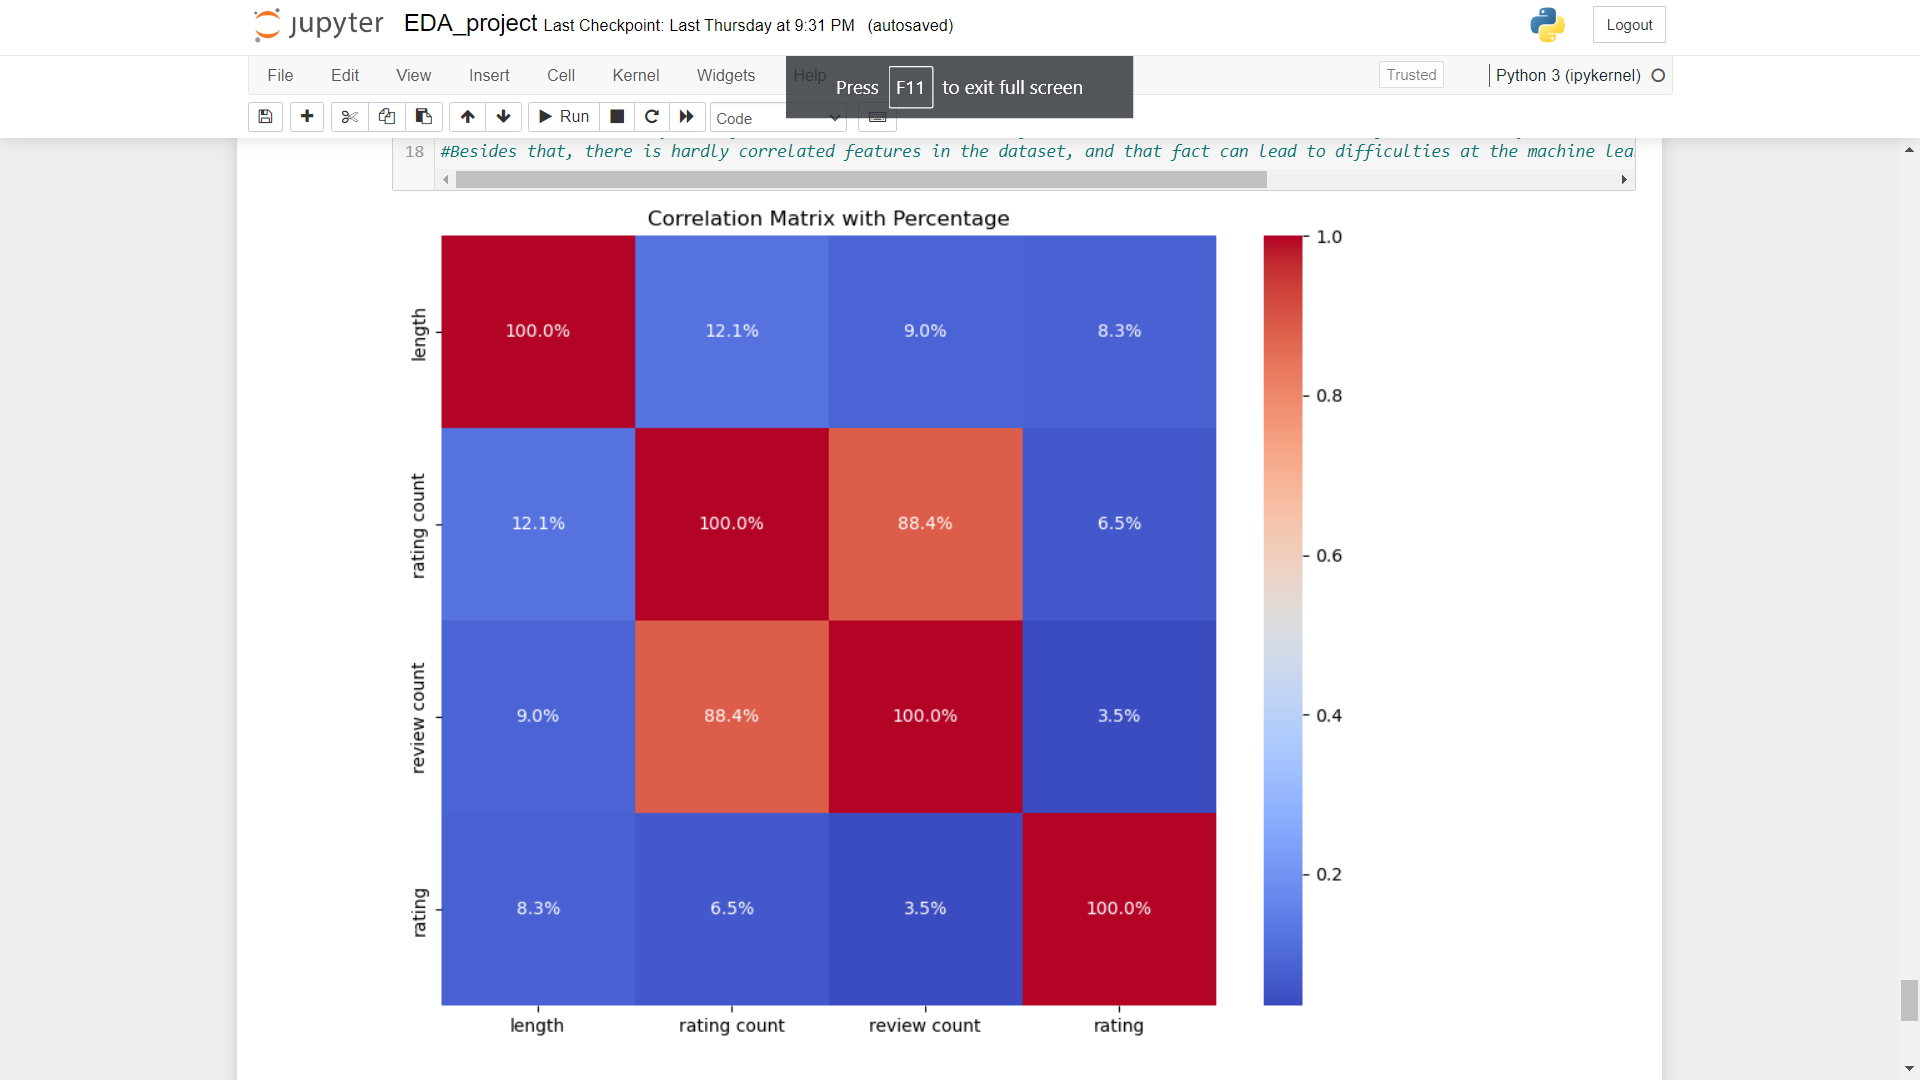 jupyter EDA_project Last Checkpoint: Last Thursday at 9:31 PM (autosaved)
Logout
File Edit View Insert Cell Kernel Widgets Help
Trusted Python 3 (ipykernel)
Press F11 to exit full screen
Run Code
18 #Besides that, there is hardly correlated features in the dataset, and that fact can lead to difficulties at the machine lea
Correlation Matrix with Percentage
length 100.0% 12.1% 9.0% 8.3%
rating count 12.1% 100.0% 88.4% 6.5%
review count 9.0% 88.4% 100.0% 3.5%
rating 8.3% 6.5% 3.5% 100.0%
length rating count review count rating
1.0
0.8
0.6
0.4
0.2